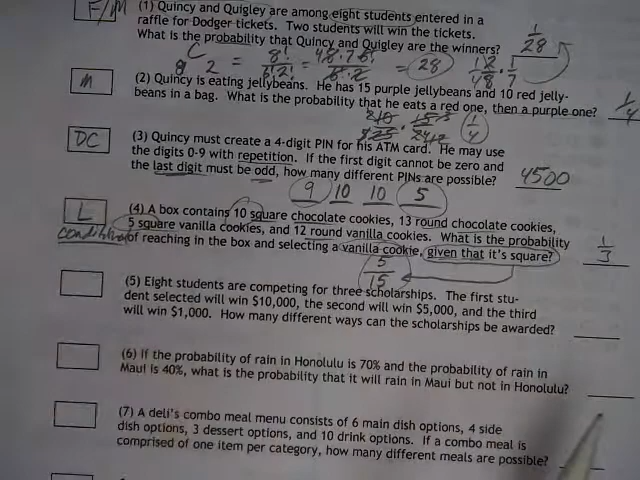 F/M (1) Quincy and Quigley are among eight students entered in a
raffle for Dodger tickets. Two students will win the tickets.
What is the probability that Quincy and Quigley are the winners? 1/28
8 C 2 = 8!/6!2! = = 28 1/8 · 1/7
M (2) Quincy is eating jellybeans. He has 15 purple jellybeans and 10 red jelly-
beans in a bag. What is the probability that he eats a red one, then a purple one? 1/4
1/4
DC (3) Quincy must create a 4-digit PIN for his ATM card. He may use
the digits 0-9 with repetition. If the first digit cannot be zero and
the last digit must be odd, how many different PINs are possible? 4500
9 10 10 5
L (4) A box contains 10 square chocolate cookies, 13 round chocolate cookies,
5 square vanilla cookies, and 12 round vanilla cookies. What is the probability
of reaching in the box and selecting a vanilla cookie, given that it's square? 1/3
5/15
(5) Eight students are competing for three scholarships. The first stu-
dent selected will win $10,000, the second will win $5,000, and the third
will win $1,000. How many different ways can the scholarships be awarded?
(6) If the probability of rain in Honolulu is 70% and the probability of rain in
Maui is 40%, what is the probability that it will rain in Maui but not in Honolulu?
(7) A deli's combo meal menu consists of 6 main dish options, 4 side
dish options, 3 dessert options, and 10 drink options. If a combo meal is
comprised of one item per category, how many different meals are possible?